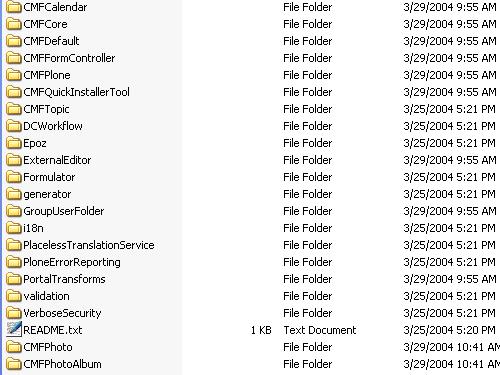 CMFCalendar File Folder 3/29/2004 9:55 AM
CMFCore File Folder 3/29/2004 9:55 AM
CMFDefault File Folder 3/29/2004 9:55 AM
CMFFormController File Folder 3/29/2004 9:55 AM
CMFPlone File Folder 3/29/2004 9:55 AM
CMFQuickInstallerTool File Folder 3/29/2004 9:55 AM
CMFTopic File Folder 3/25/2004 5:21 PM
DCWorkflow File Folder 3/25/2004 5:21 PM
Epoz File Folder 3/25/2004 5:21 PM
ExternalEditor File Folder 3/29/2004 9:55 AM
Formulator File Folder 3/25/2004 5:21 PM
generator File Folder 3/25/2004 5:21 PM
GroupUserFolder File Folder 3/29/2004 9:55 AM
i18n File Folder 3/25/2004 5:21 PM
PlacelessTranslationService File Folder 3/25/2004 5:21 PM
PloneErrorReporting File Folder 3/25/2004 5:21 PM
PortalTransforms File Folder 3/29/2004 9:55 AM
validation File Folder 3/25/2004 5:21 PM
VerboseSecurity File Folder 3/25/2004 5:21 PM
README.txt 1 KB Text Document 3/25/2004 5:20 PM
CMFPhoto File Folder 3/29/2004 10:41 AM
CMFPhotoAlbum File Folder 3/29/2004 10:41 AM